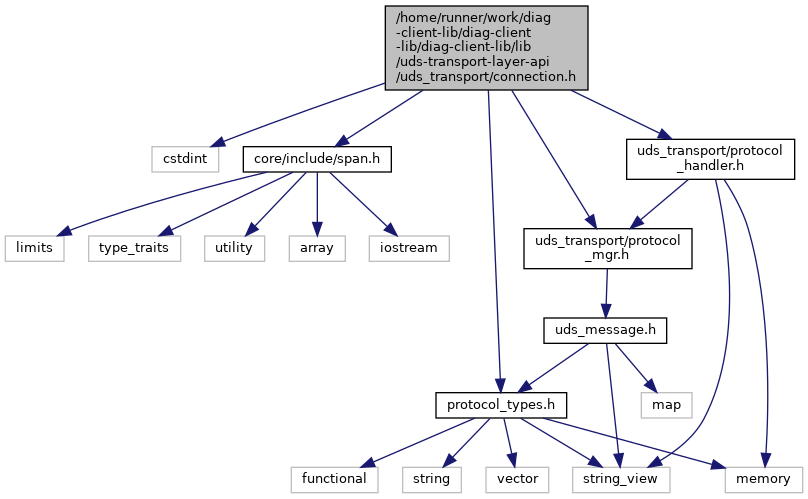 /home/runner/work/diag
-client-lib/diag-client
-lib/diag-client-lib/lib
/uds-transport-layer-api
/uds_transport/connection.h
cstdint
core/include/span.h
uds_transport/protocol
_handler.h
limits
type_traits
utility
array
iostream
uds_transport/protocol
_mgr.h
uds_message.h
protocol_types.h
map
functional
string
vector
string_view
memory